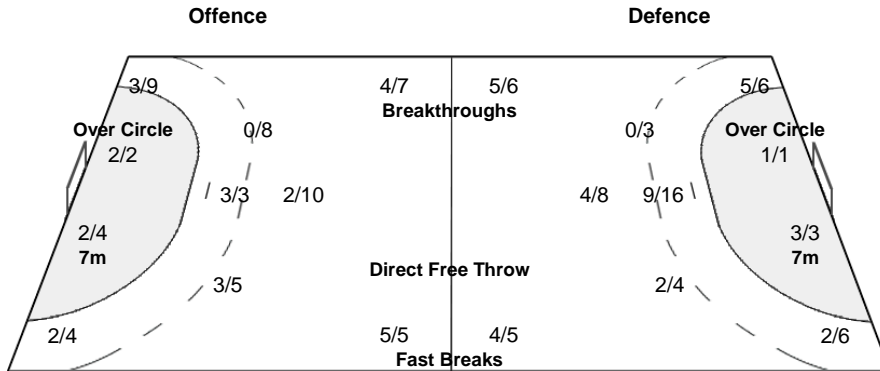 Offence Defence
3/9 4/7 5/6 5/6
Breakthroughs
Over Circle 0/8 0/3 Over Circle
2/2 1/1
3/3 2/10 4/8 9/16
2/4 3/3
7m 7m
Direct Free Throw
3/5 2/4
2/4 5/5 4/5 2/6
Fast Breaks